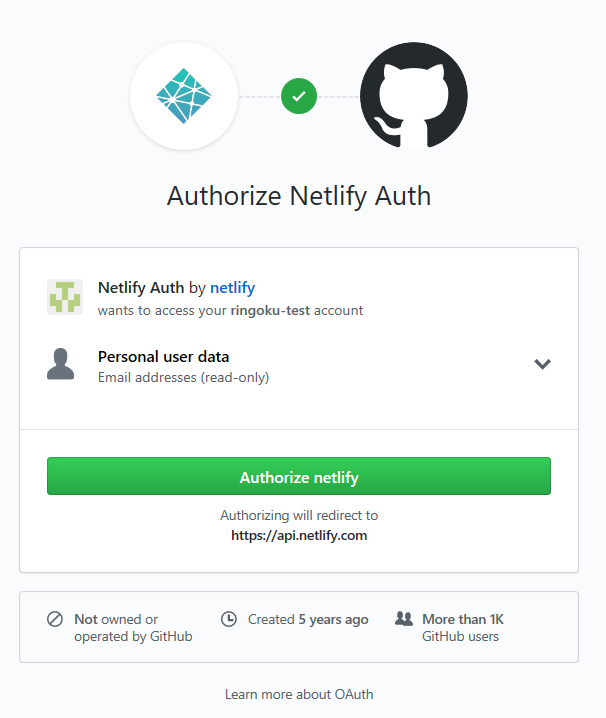 Authorize Netlify Auth
Netlify Auth by netlify
wants to access your ringoku-test account
Personal user data
Email addresses (read-only)
Authorize netlify
Authorizing will redirect to
https://api.netlify.com
Not owned or
operated by GitHub
Created 5 years ago
More than 1K
GitHub users
Learn more about OAuth